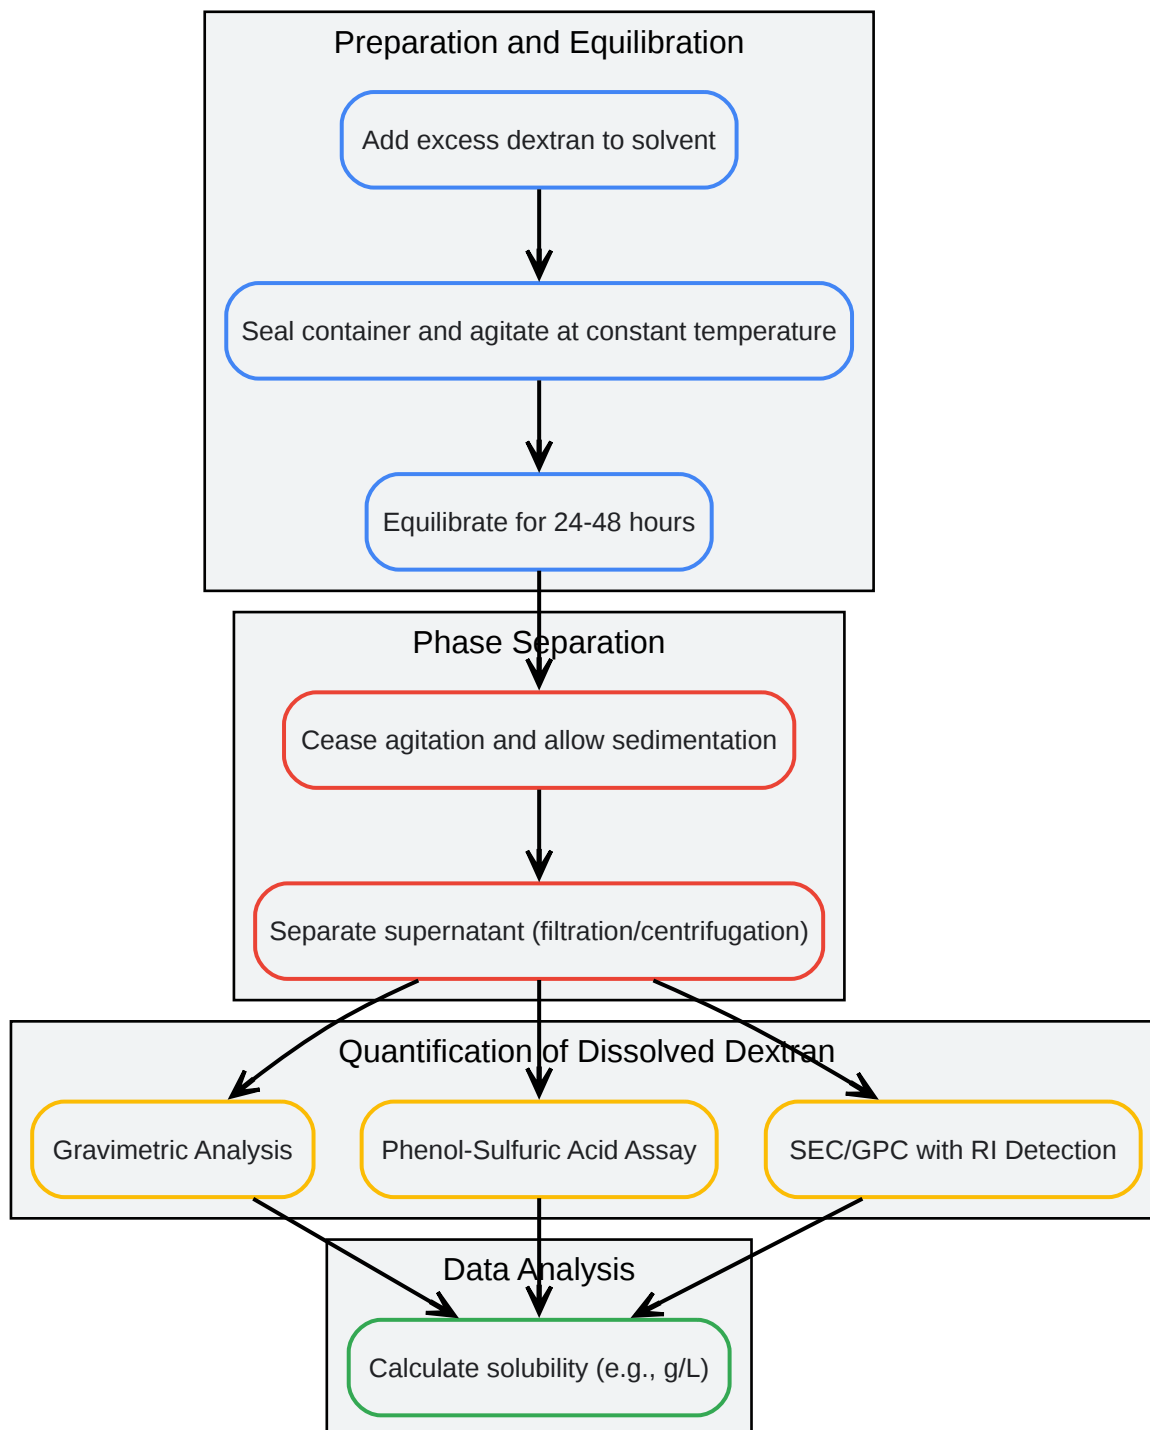 Preparation and Equilibration
Add excess dextran to solvent
Seal container and agitate at constant temperature
Equilibrate for 24-48 hours
Phase Separation
Cease agitation and allow sedimentation
Separate supernatant (filtration/centrifugation)
Quantification of Dissolved Dextran
Gravimetric Analysis
Phenol-Sulfuric Acid Assay
SEC/GPC with RI Detection
Data Analysis
Calculate solubility (e.g., g/L)